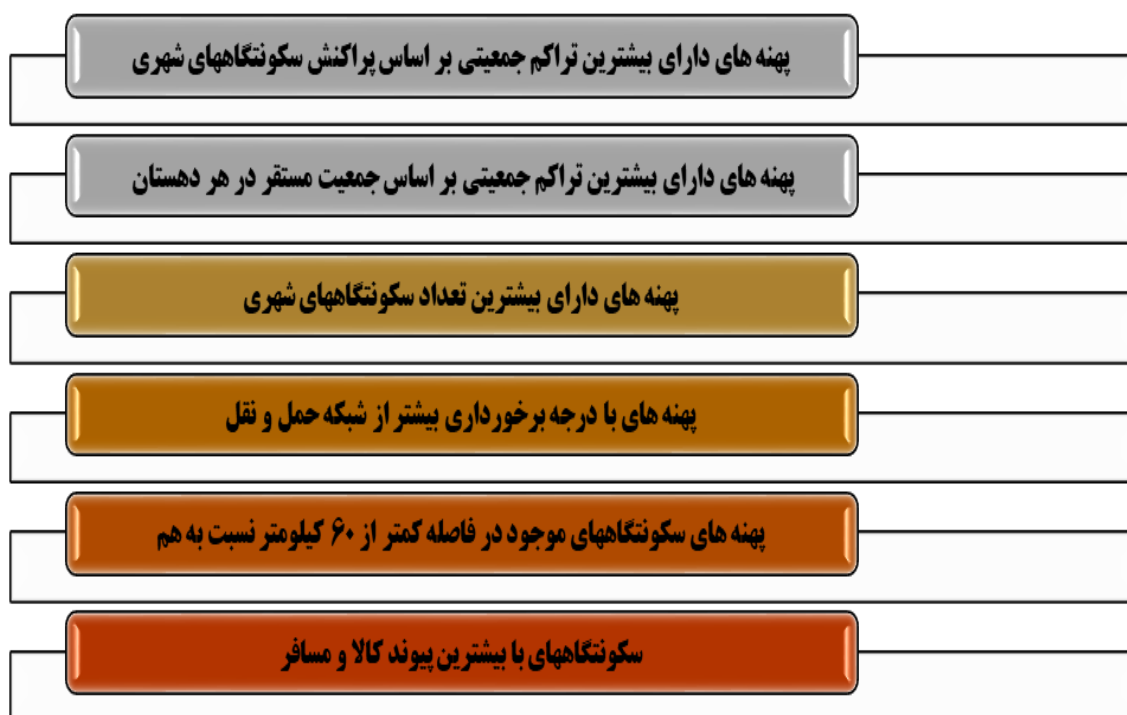 پهنه های دارای بیشترین تراکم جمعیتی بر اساس پراکنش سکونتگاههای شهری
پهنه های دارای بیشترین تراکم جمعیتی بر اساس جمعیت مستقر در هر دهستان
پهنه های دارای بیشترین تعداد سکونتگاههای شهری
پهنه های با درجه برخورداری بیشتر از شبکه حمل و نقل
پهنه های سکونتگاههای موجود در فاصله کمتر از ۶۰ کیلومتر نسبت به هم
سکونتگاههای با بیشترین پیوند کالا و مسافر